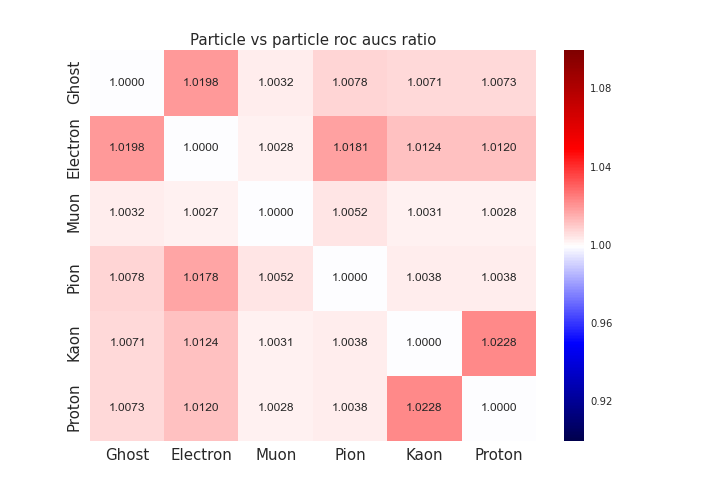 Particle vs particle roc aucs ratio
Ghost 1.0000 1.0198 1.0032 1.0078 1.0071 1.0073
Electron 1.0198 1.0000 1.0028 1.0181 1.0124 1.0120
Muon 1.0032 1.0027 1.0000 1.0052 1.0031 1.0028
Pion 1.0078 1.0178 1.0052 1.0000 1.0038 1.0038
Kaon 1.0071 1.0124 1.0031 1.0038 1.0000 1.0228
Proton 1.0073 1.0120 1.0028 1.0038 1.0228 1.0000
Ghost Electron Muon Pion Kaon Proton
1.08
1.04
1.00
0.96
0.92